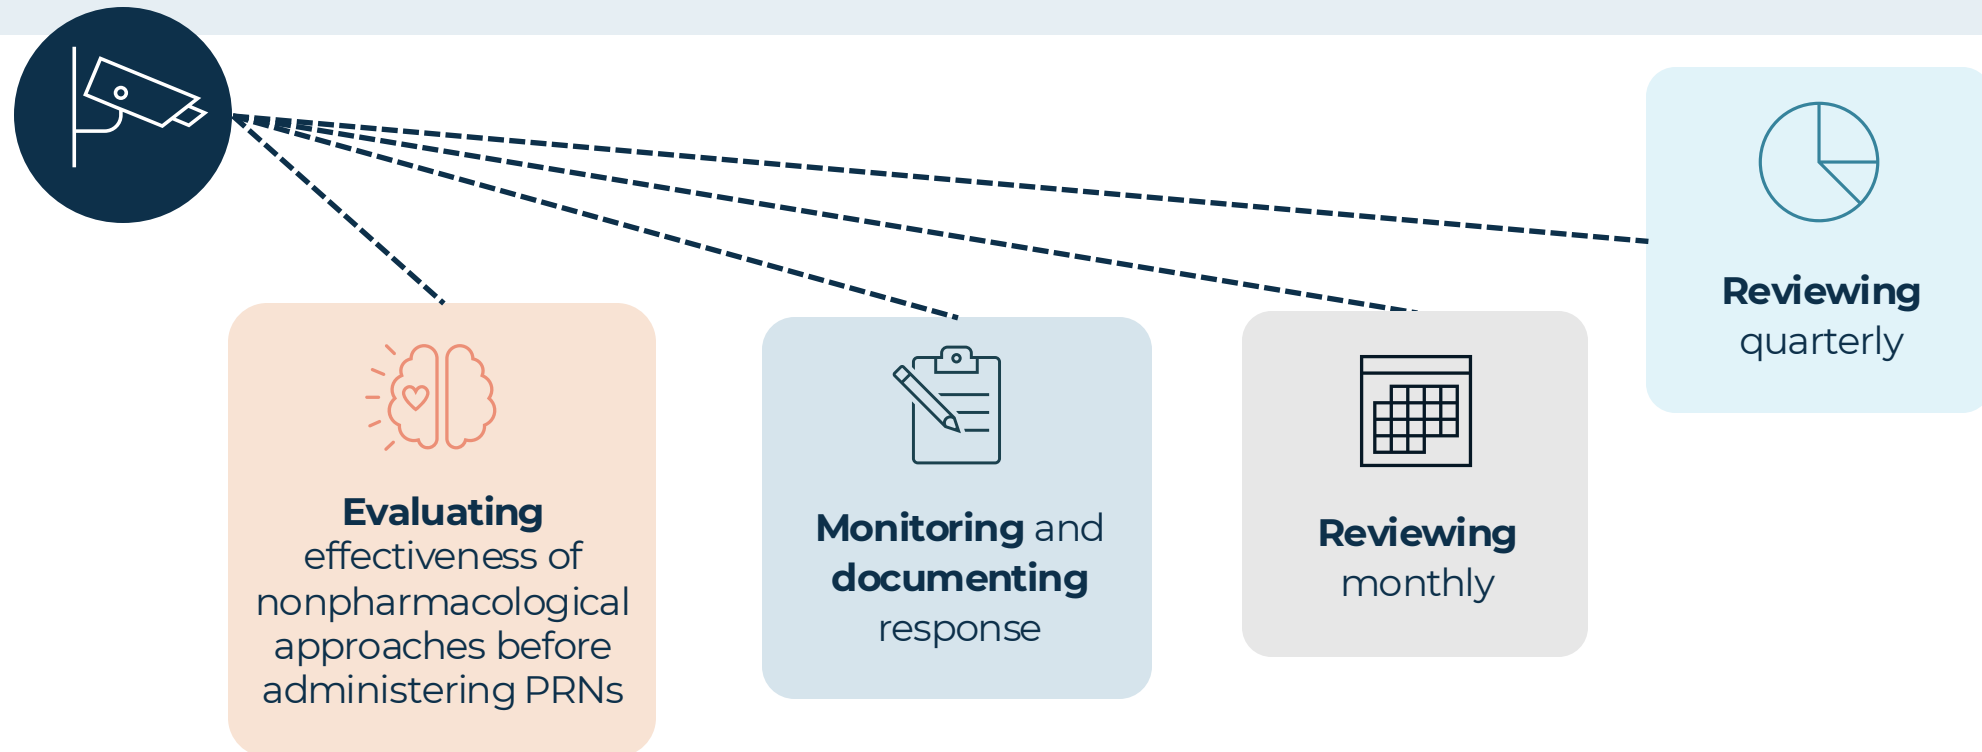 Evaluating
effectiveness of
nonpharmacological
approaches before
administering PRNs
Monitoring and
documenting
response
Reviewing
monthly
Reviewing
quarterly